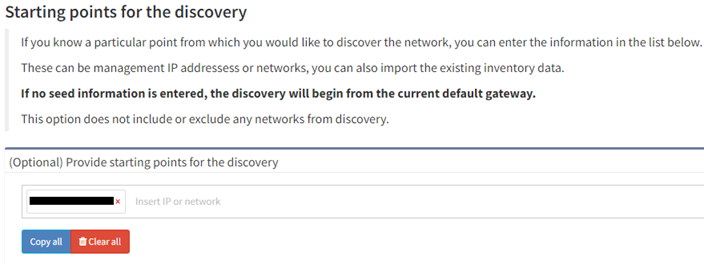 Starting points for the discovery
If you know a particular point from which you would like to discover the network, you can enter the information in the list below.
These can be management IP addressess or networks, you can also import the existing inventory data.
If no seed information is entered, the discovery will begin from the current default gateway.
This option does not include or exclude any networks from discovery.
(Optional) Provide starting points for the discovery
× Insert IP or network
Copy all Clear all